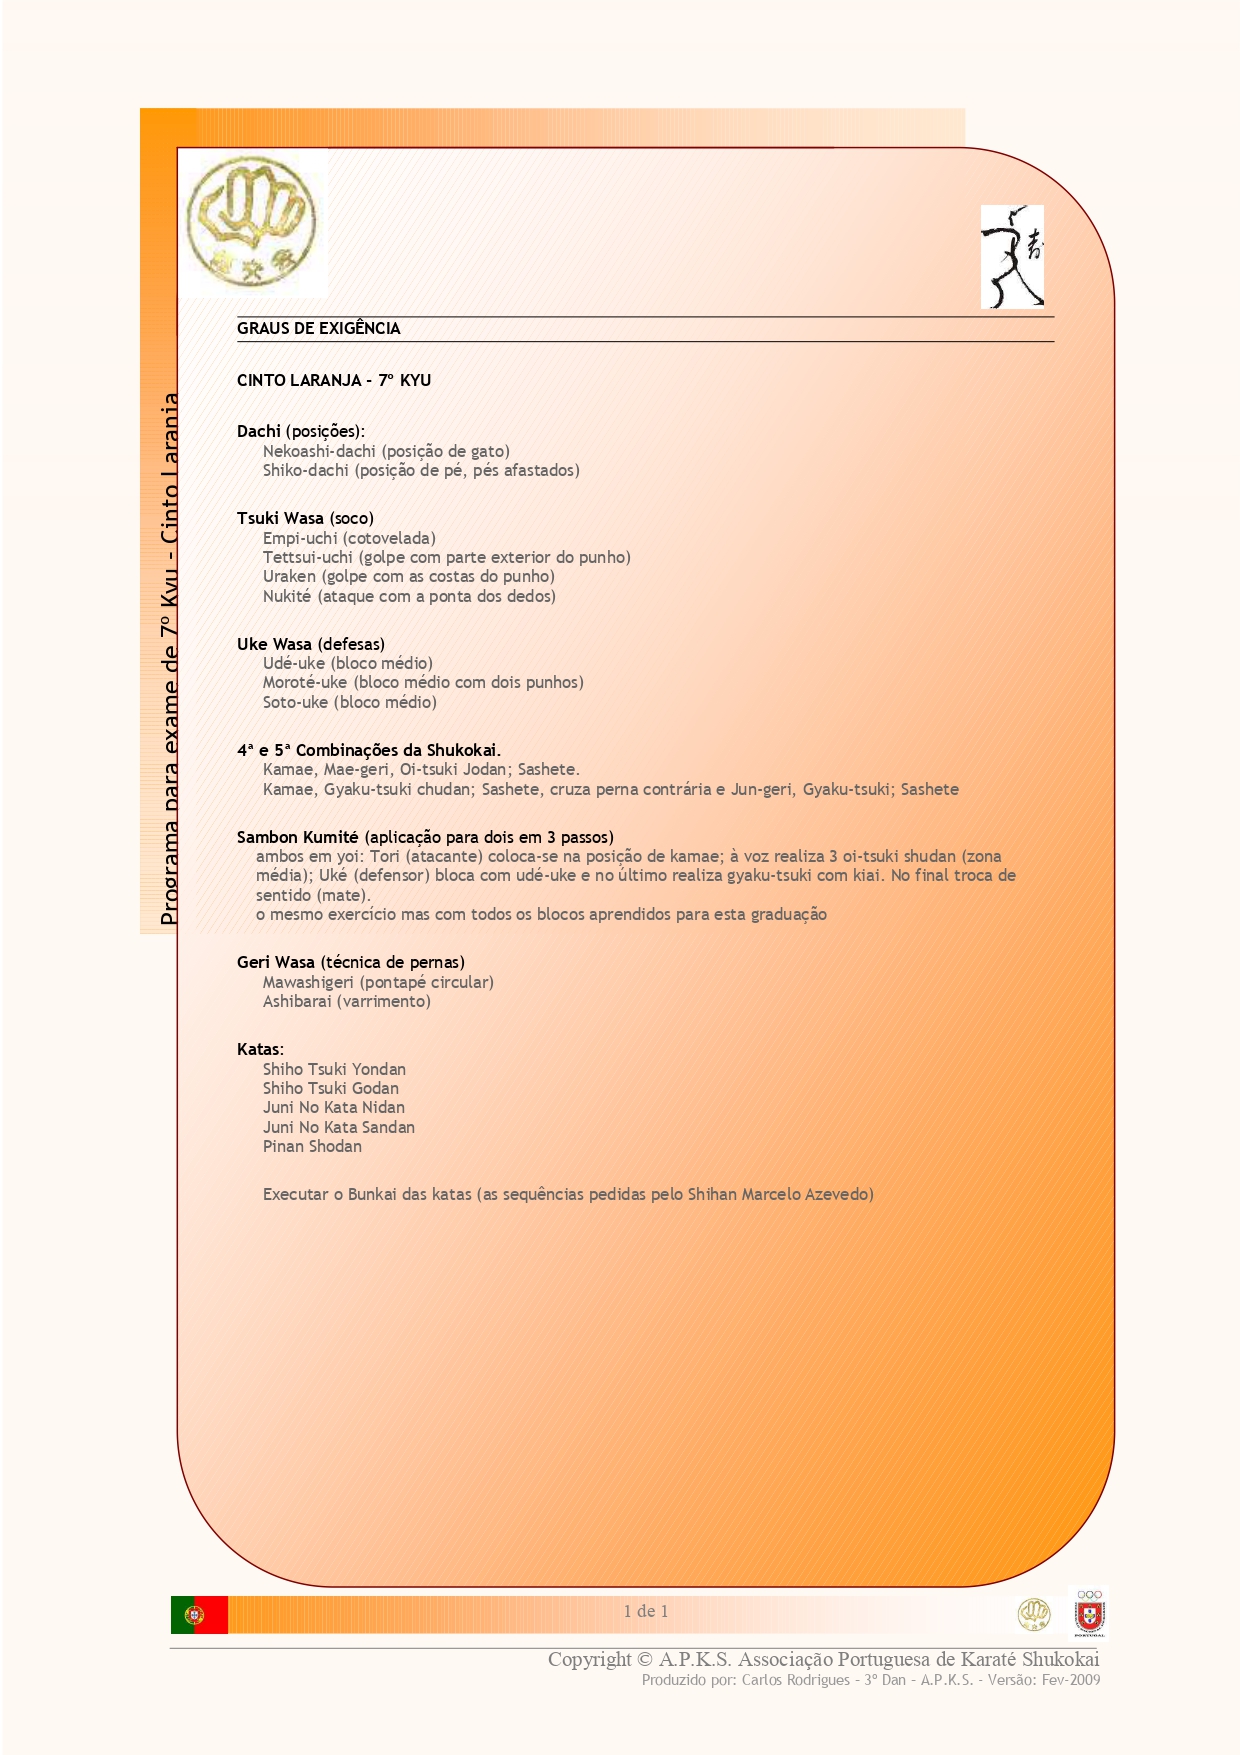 Programa para exame de 7º Kyu - Cinto Laranja
GRAUS DE EXIGÊNCIA
CINTO LARANJA - 7º KYU
Dachi (posições):
Nekoashi-dachi (posição de gato)
Shiko-dachi (posição de pé, pés afastados)
Tsuki Wasa (soco)
Empi-uchi (cotovelada)
Tettsui-uchi (golpe com parte exterior do punho)
Uraken (golpe com as costas do punho)
Nukité (ataque com a ponta dos dedos)
Uke Wasa (defesas)
Udé-uke (bloco médio)
Moroté-uke (bloco médio com dois punhos)
Soto-uke (bloco médio)
4ª e 5ª Combinações da Shukokai.
Kamae, Mae-geri, Oi-tsuki Jodan; Sashete.
Kamae, Gyaku-tsuki chudan; Sashete, cruza perna contrária e Jun-geri, Gyaku-tsuki; Sashete
Sambon Kumité (aplicação para dois em 3 passos)
ambos em yoi: Tori (atacante) coloca-se na posição de kamae; à voz realiza 3 oi-tsuki shudan (zona
média); Uké (defensor) bloca com udé-uke e no último realiza gyaku-tsuki com kiai. No final troca de
sentido (mate).
o mesmo exercício mas com todos os blocos aprendidos para esta graduação
Geri Wasa (técnica de pernas)
Mawashigeri (pontapé circular)
Ashibarai (varrimento)
Katas:
Shiho Tsuki Yondan
Shiho Tsuki Godan
Juni No Kata Nidan
Juni No Kata Sandan
Pinan Shodan
Executar o Bunkai das katas (as sequências pedidas pelo Shihan Marcelo Azevedo)
1 de 1
PORTUGAL
Copyright © A.P.K.S. Associação Portuguesa de Karaté Shukokai
Produzido por: Carlos Rodrigues - 3º Dan - A.P.K.S. - Versão: Fev-2009